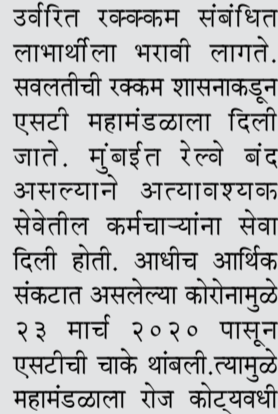 उर्वरित रक्क्कम संबंधित
लाभार्थीला भरावी लागते.
सवलतीची रक्कम शासनाकडून
एसटी महामंडळाला दिली
जाते. मुंबईत रेल्वे बंद
असल्याने अत्यावश्यक
सेवेतील कर्मचाऱ्यांना सेवा
दिली होती. आधीच आर्थिक
संकटात असलेल्या कोरोनामुळे
२३ मार्च २०२० पासून
एसटीची चाके थांबली.त्यामुळे
महामंडळाला रोज कोट्यवधी